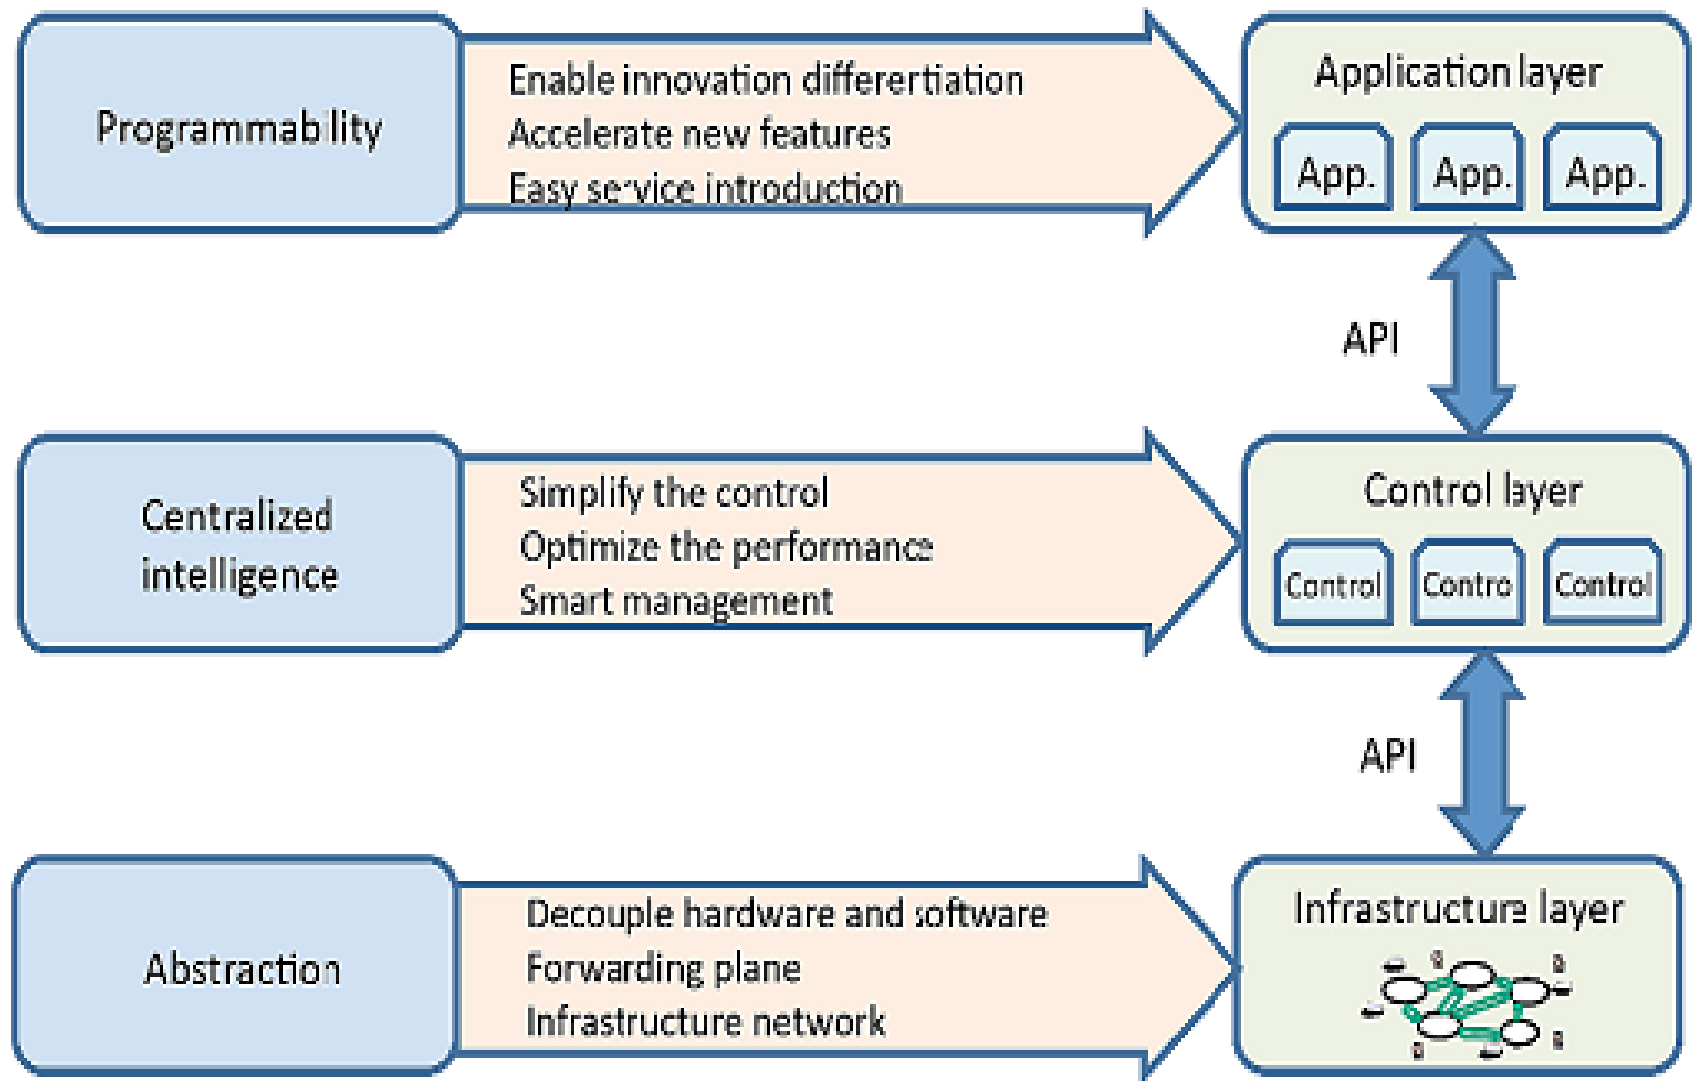 Programmability
Enable innovation differertiation
Accelerate new features
Easy service introduction
Application layer
App.
App.
App.
API
Centralized
intelligence
Simplify the control
Optimize the performance
Smart management
Control layer
Control
Contro
Control
API
Abstraction
Decouple hardware and software
Forwarding plane
Infrastructure network
Infrastructure layer